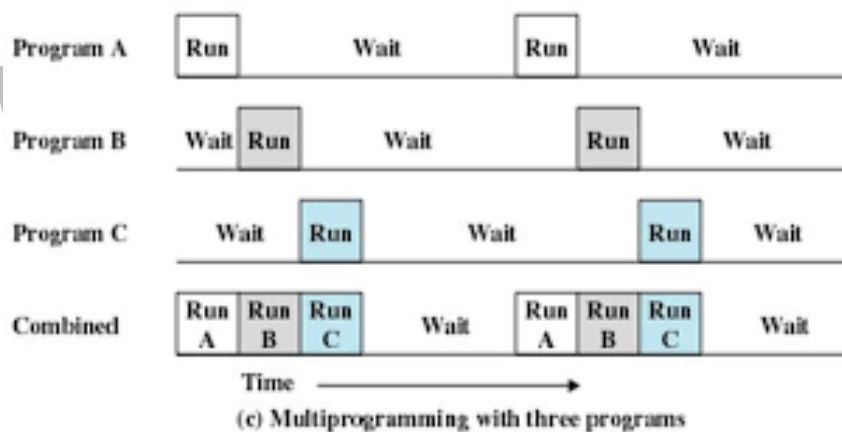 Program A Run Wait Run Wait
Program B Wait Run Wait Run Wait
Program C Wait Run Wait Run Wait
Combined Run A Run B Run C Wait Run A Run B Run C Wait
Time
(c) Multiprogramming with three programs